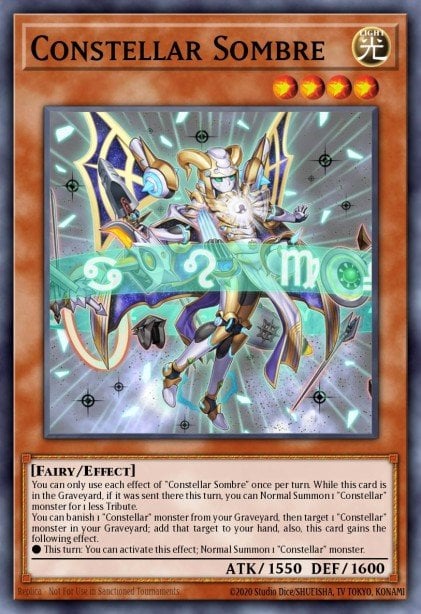 CONSTELLAR SOMBRE
LIGHT
光
[FAIRY/EFFECT]
You can only use each effect of "Constellar Sombre" once per turn. While this card is
in the Graveyard, if it was sent there this turn, you can Normal Summon 1 "Constellar"
monster for 1 less Tribute.
You can banish 1 "Constellar" monster from your Graveyard, then target 1 "Constellar"
monster in your Graveyard; add that target to your hand, also, this card gains the
following effect.
● This turn: You can activate this effect; Normal Summon 1 "Constellar" monster.
ATK/1550 DEF/1600
Replica - Not For Use in Sanctioned Tournaments
©2020 Studio Dice/SHUEISHA, TV TOKYO, KONAMI